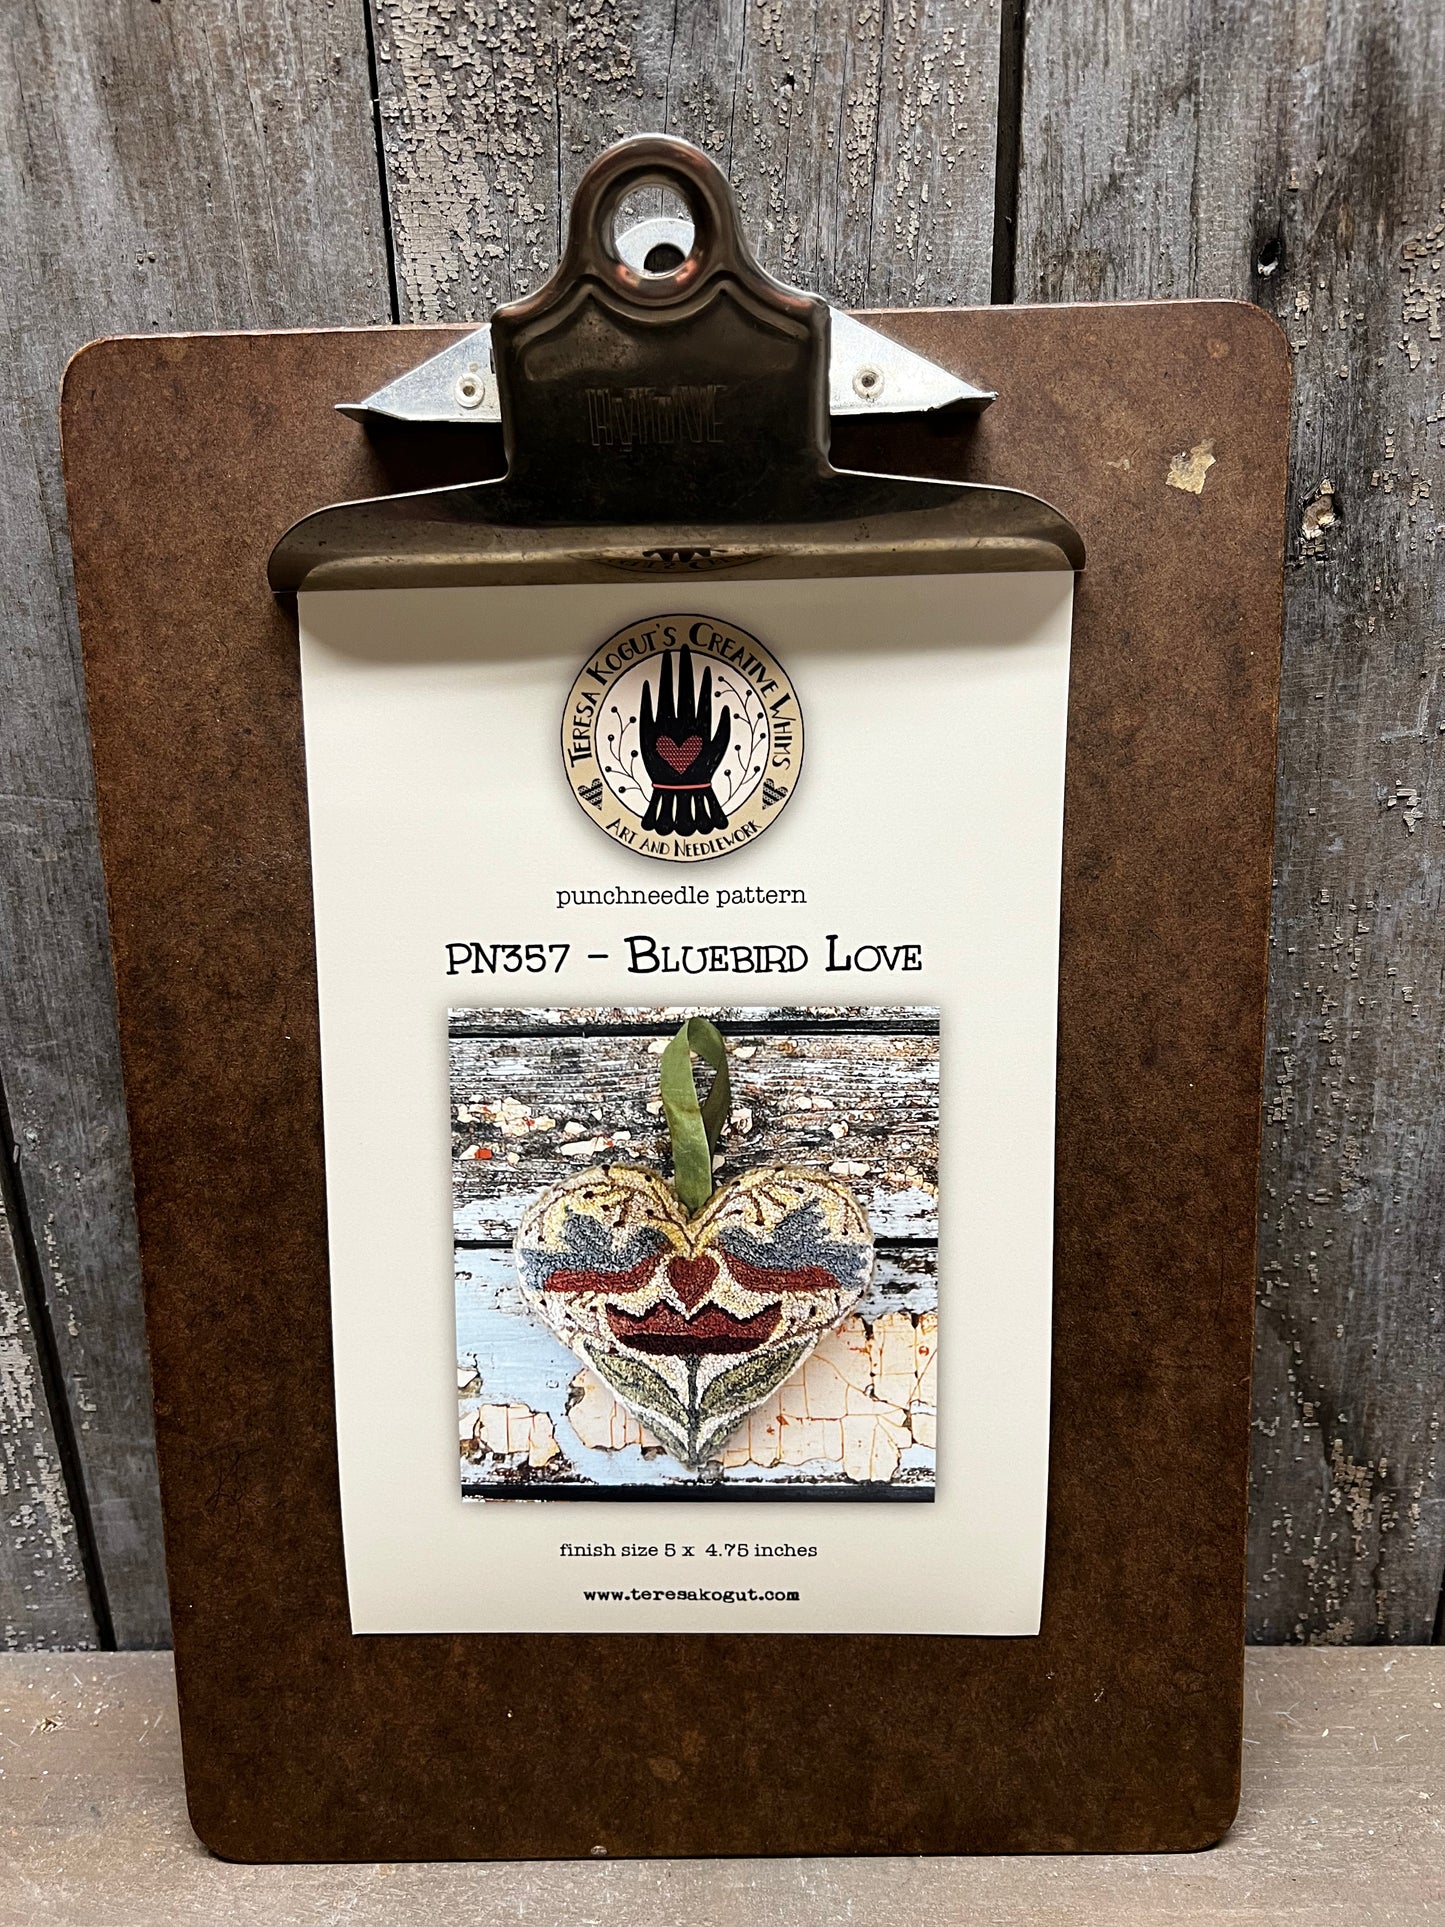 TERESA KOGUT'S CREATIVE WHIMS
ART AND NEEDLEWORK
punchneedle pattern
PN357 - BLUEBIRD LOVE
finish size 5 x 4.75 inches
www.teresakogut.com